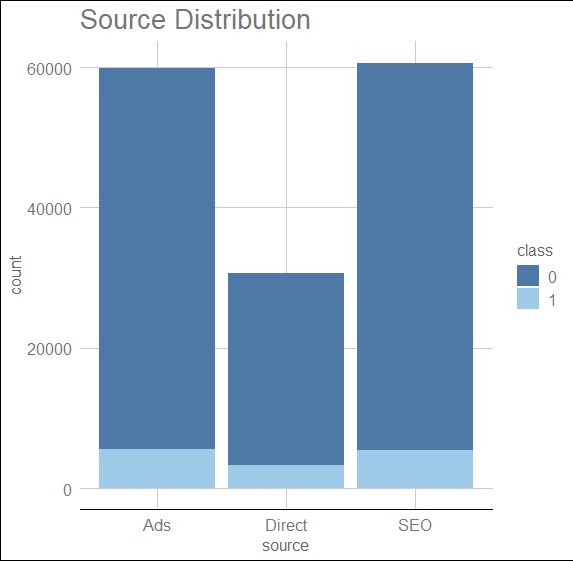 Source Distribution
60000
40000
20000
0
count
Ads
Direct
SEO
source
class
0
1